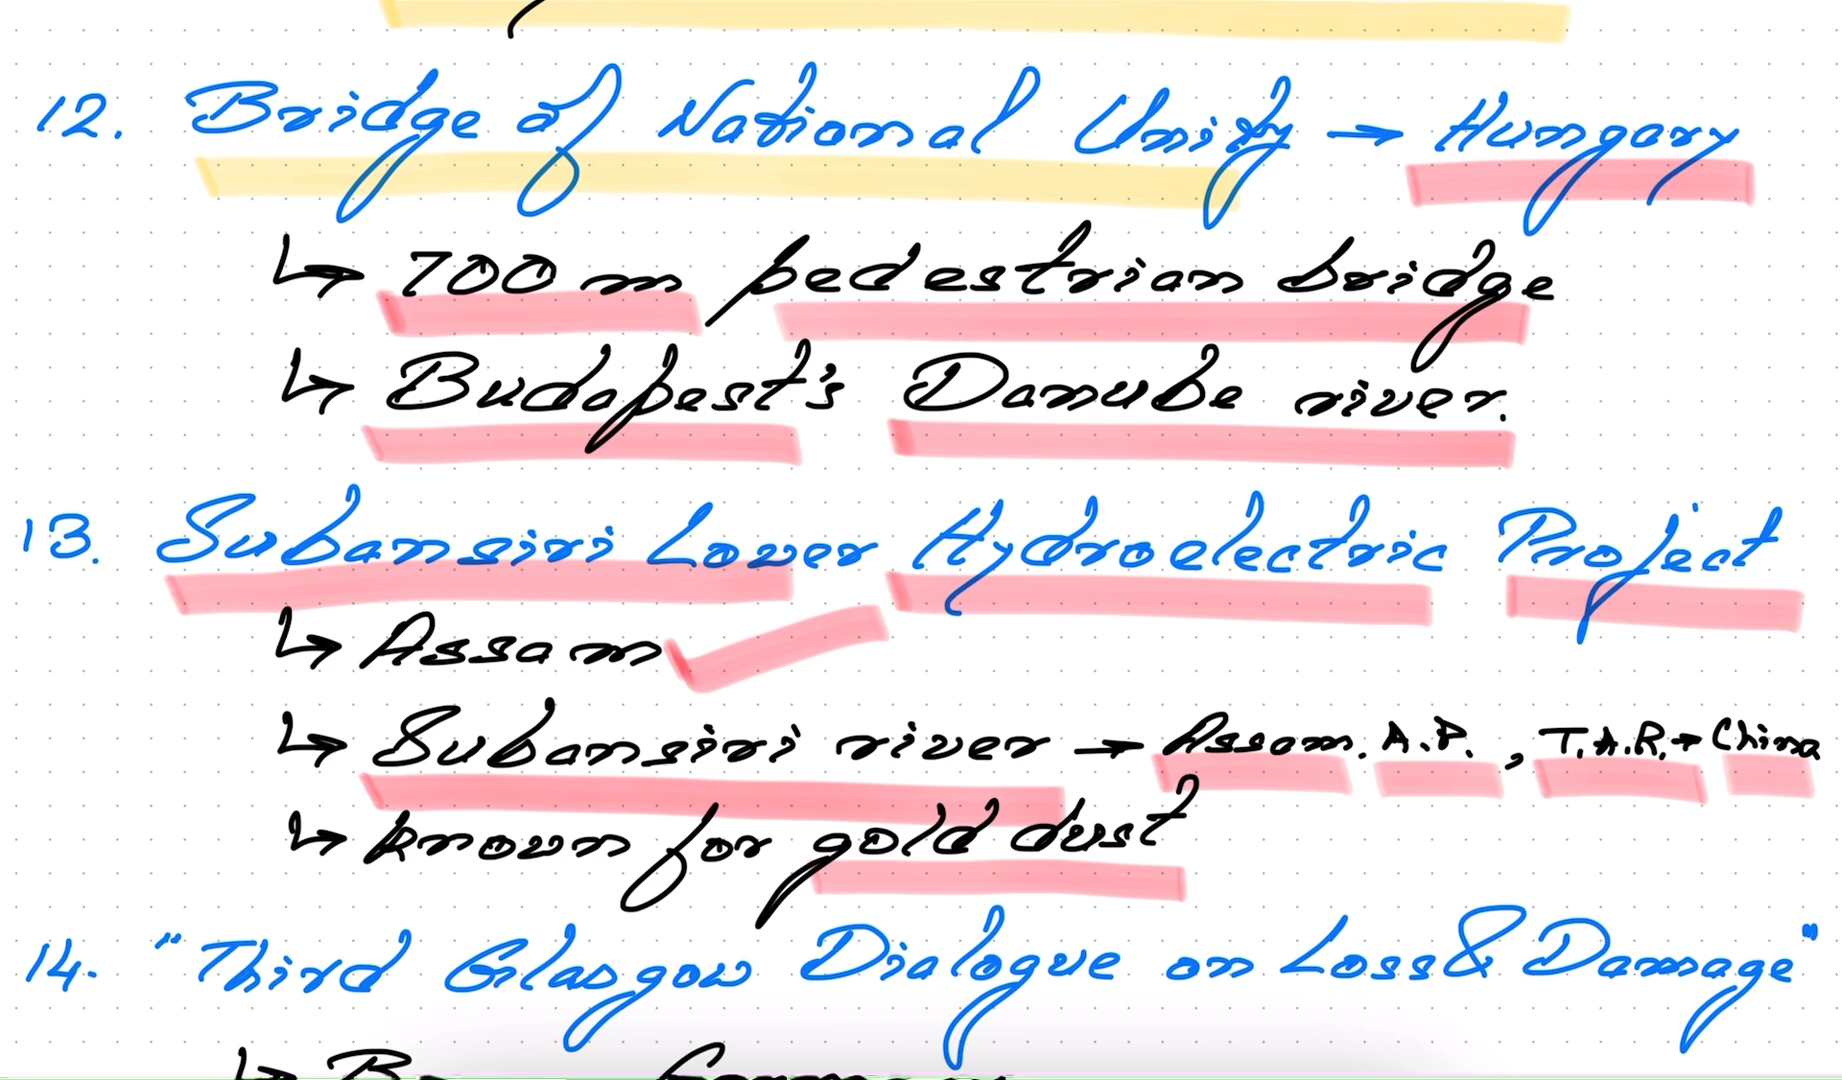 12. Bridge of National Unity → Hungary
↳ 700 m pedestrian bridge
↳ Budapest's Danube river.
13. Subansiri Lower Hydroelectric Project
↳ Assam
↳ Subansiri river → Assam. A.P., T.A.R. → China
↳ known for gold dust
14. "Third Glasgow Dialogue on Loss & Damage"